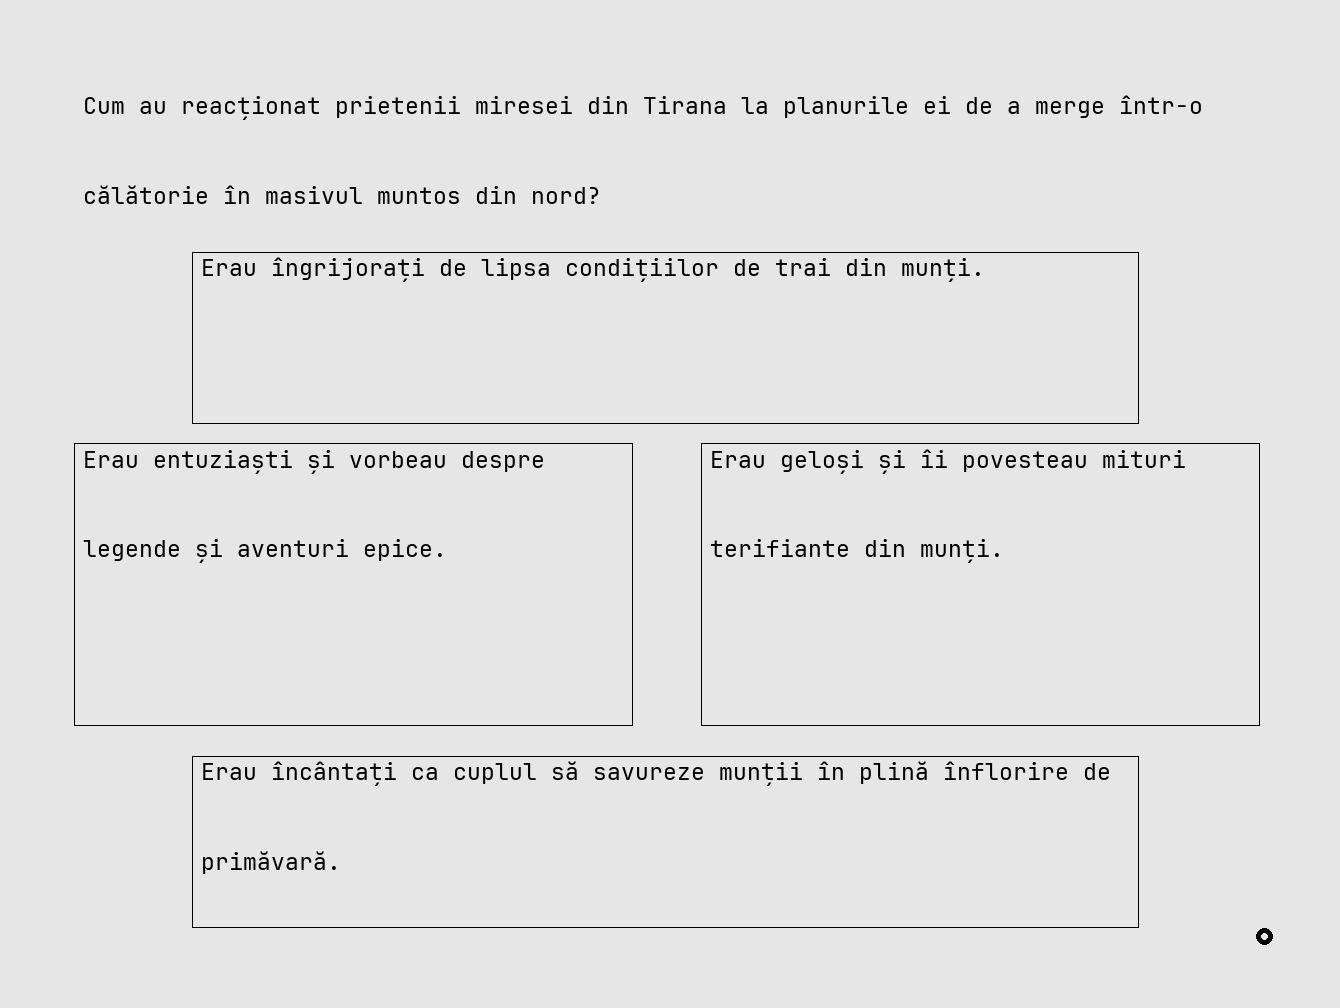 Cum au reacționat prietenii miresei din Tirana la planurile ei de a merge într-o
călătorie în masivul muntos din nord?
Erau îngrijorați de lipsa condițiilor de trai din munți.
Erau entuziaști și vorbeau despre
legende și aventuri epice.
Erau geloși și îi povesteau mituri
terifiante din munți.
Erau încântați ca cuplul să savureze munții în plină înflorire de
primăvară.